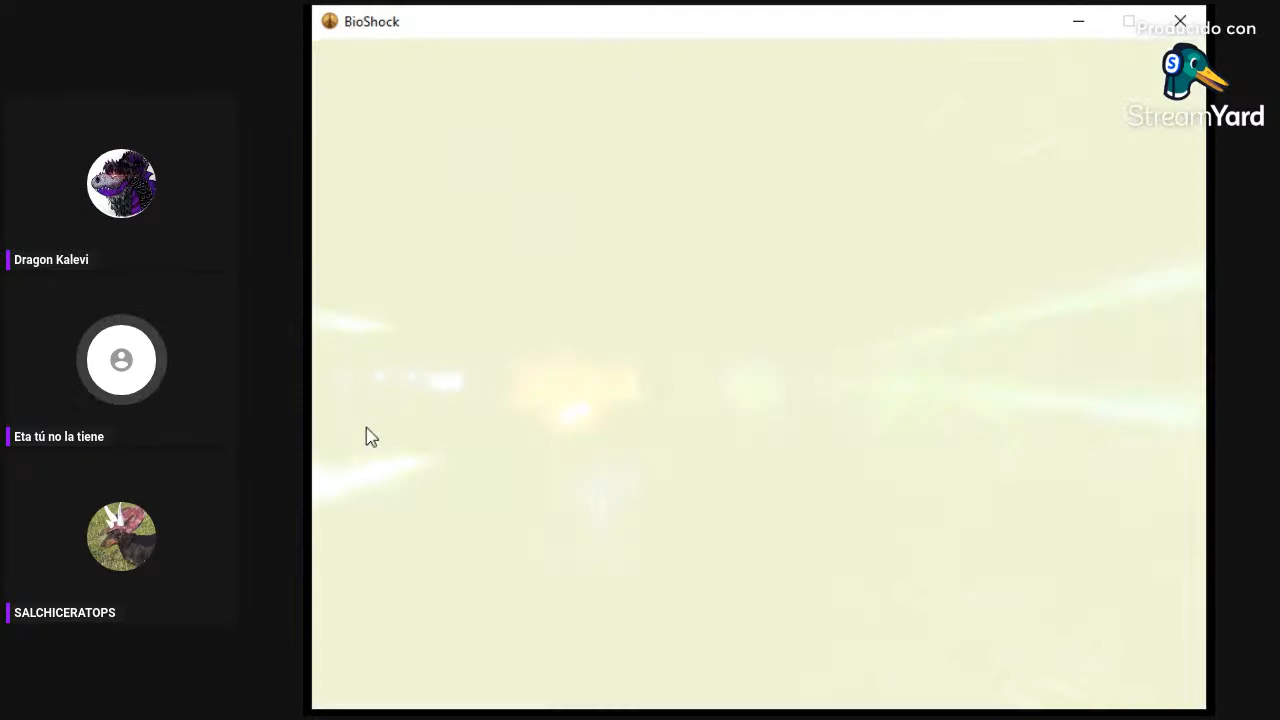 BioShock
Producido con
StreamYard
Dragon Kalevi
Eta tú no la tiene
SALCHICERATOPS